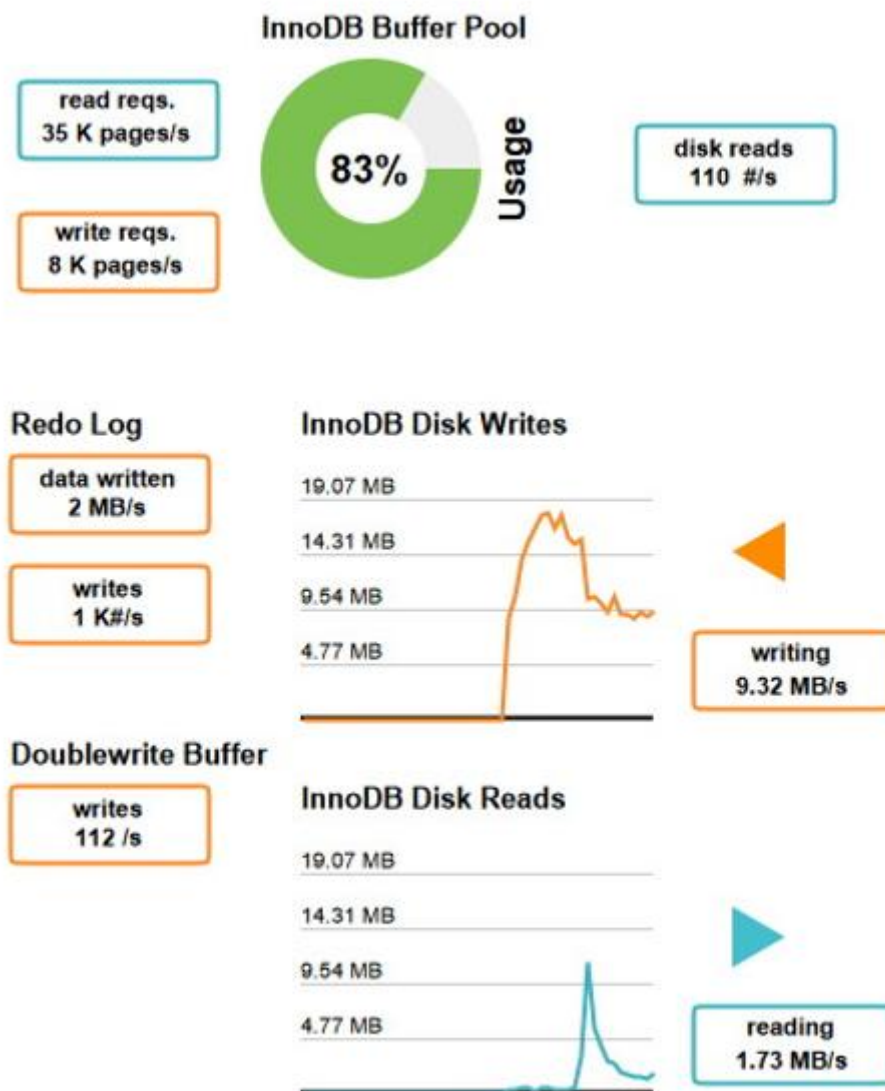 InnoDB Buffer Pool
read reqs.
35 K pages/s
83%
Usage
disk reads
110 #/s
write reqs.
8 K pages/s
Redo Log
data written
2 MB/s
writes
1 K#/s
InnoDB Disk Writes
19.07 MB
14.31 MB
9.54 MB
4.77 MB
writing
9.32 MB/s
Doublewrite Buffer
writes
112 /s
InnoDB Disk Reads
19.07 MB
14.31 MB
9.54 MB
4.77 MB
reading
1.73 MB/s